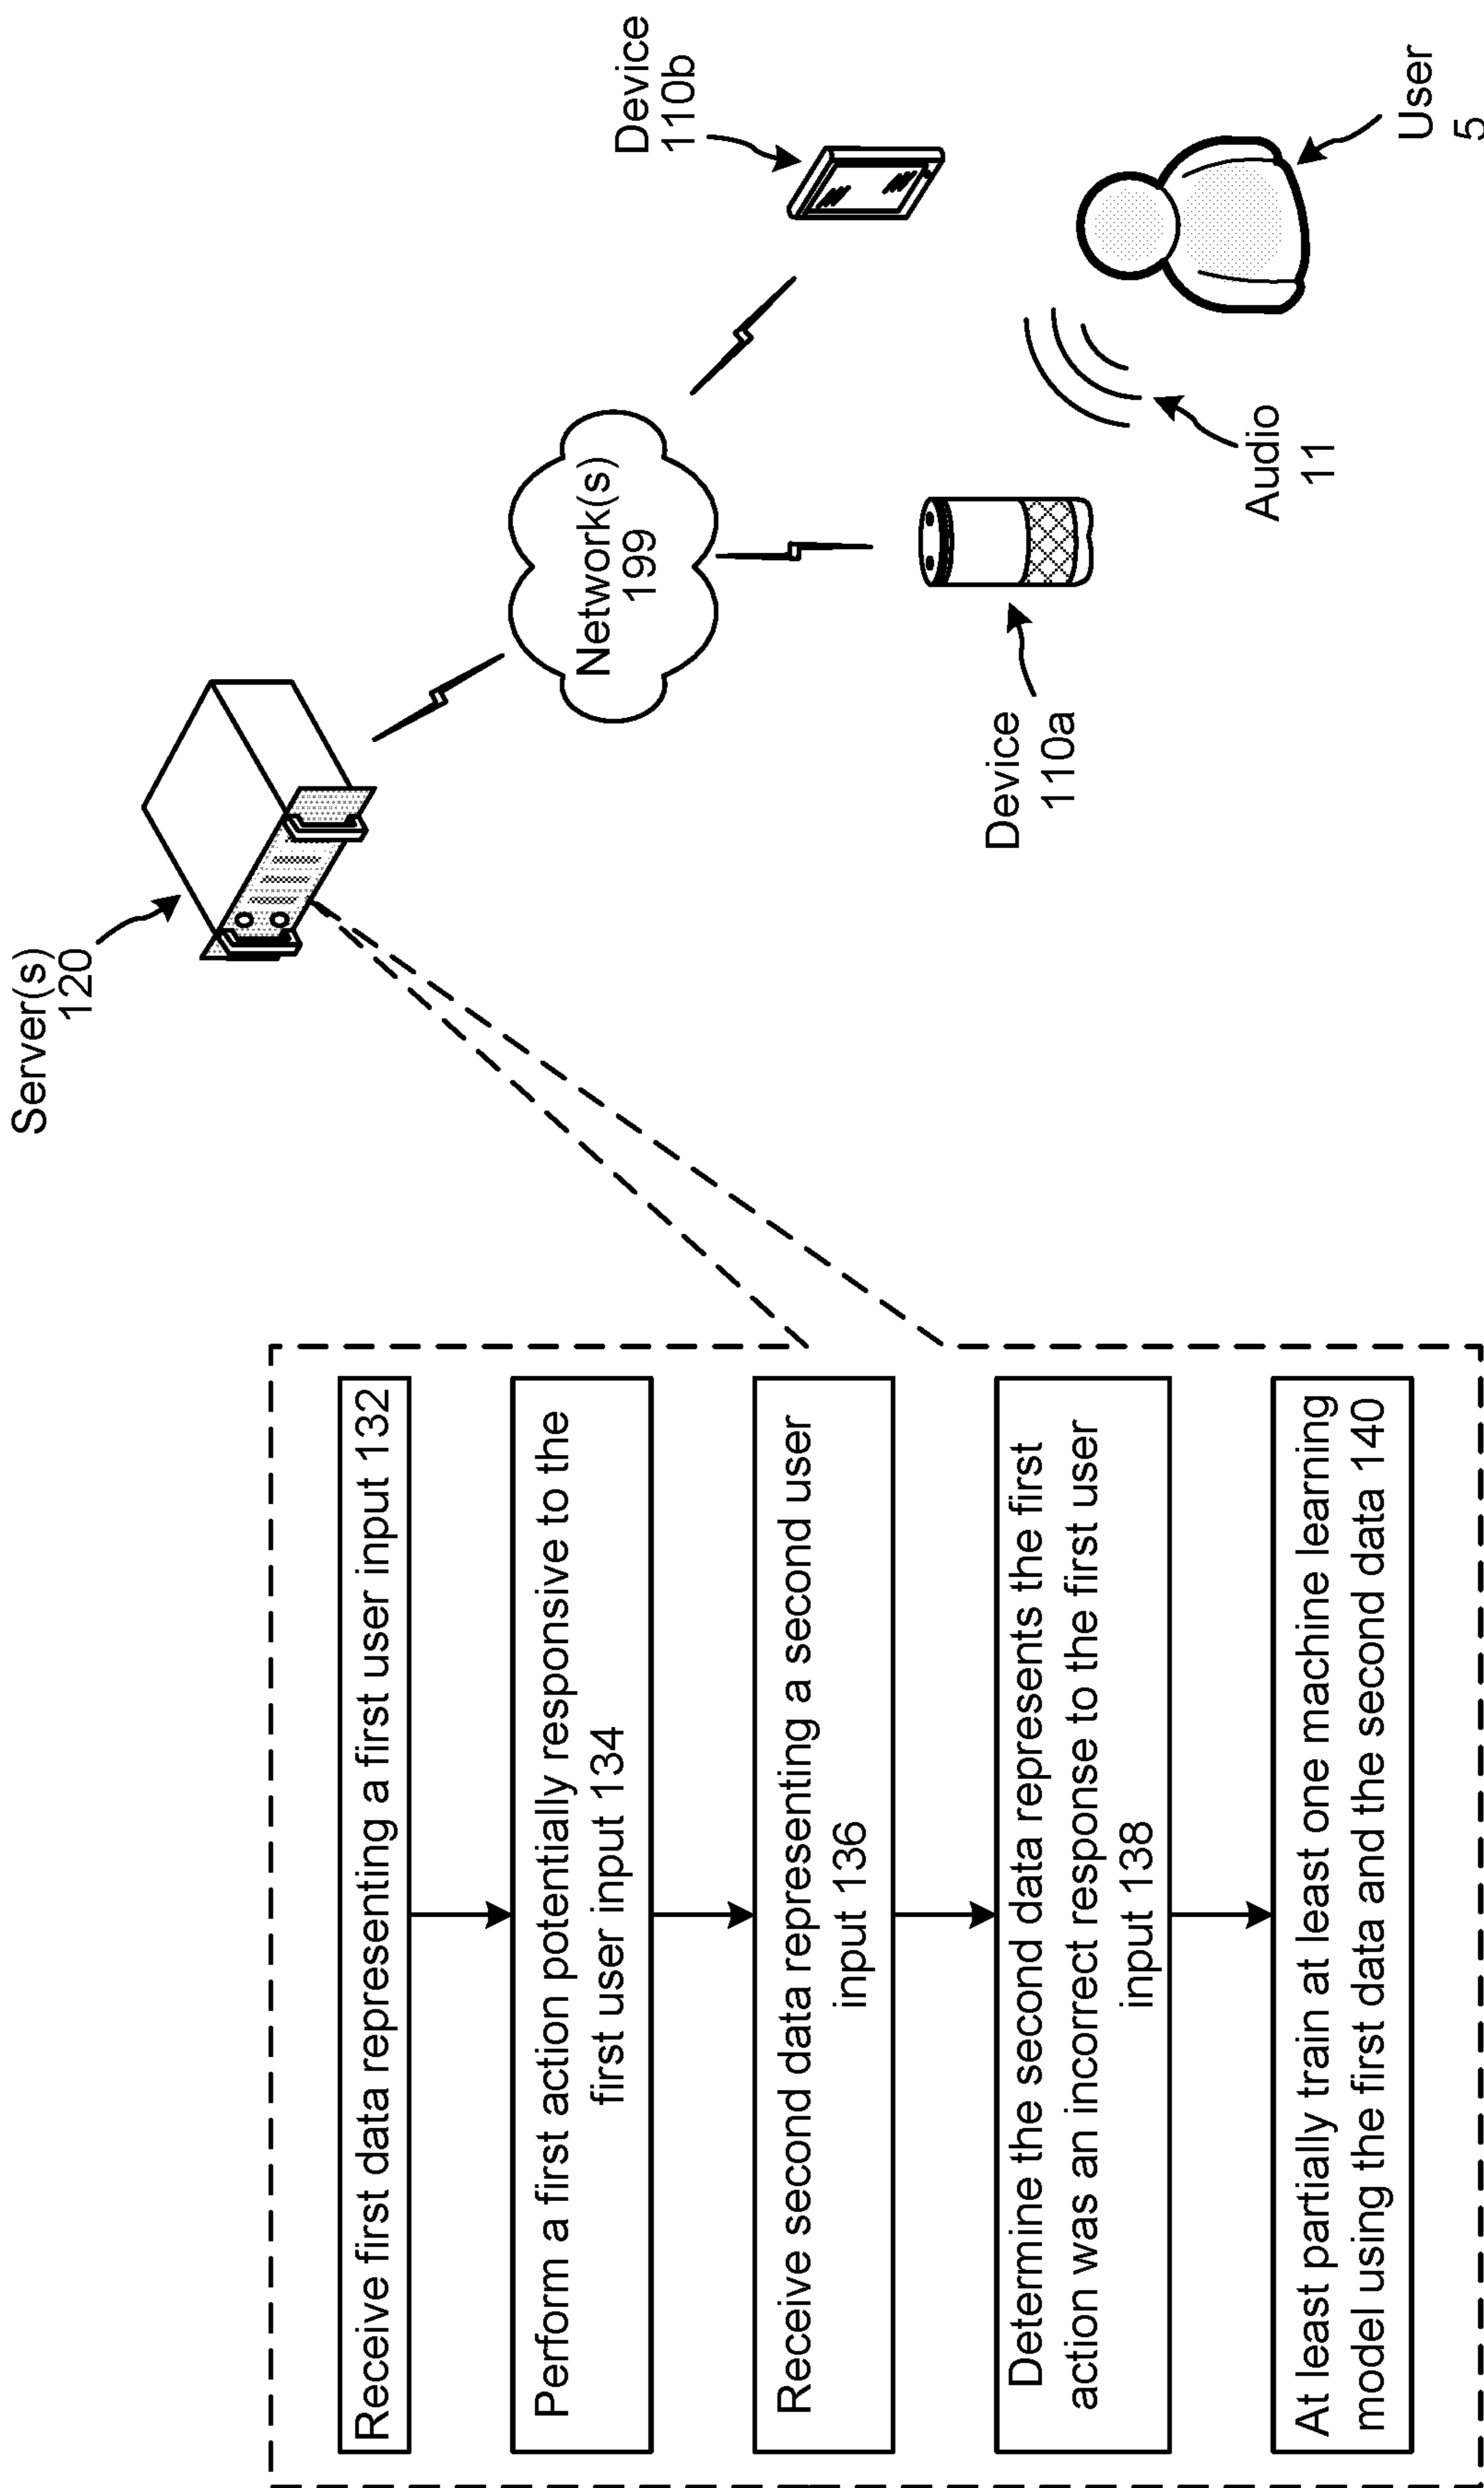 Server(s)
120
Receive first data representing a first user input 132
Perform a first action potentially responsive to the
first user input 134
Receive second data representing a second user
input 136
Determine the second data represents the first
action was an incorrect response to the first user
input 138
At least partially train at least one machine learning
model using the first data and the second data 140
Network(s)
199
Device
110b
Device
110a
Audio
11
User
5